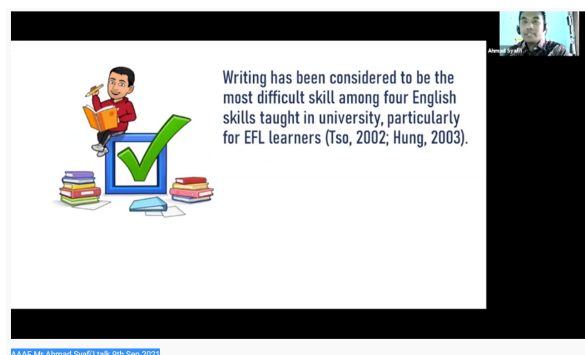 Ahmad Syafi'i
Writing has been considered to be the
most difficult skill among four English
skills taught in university, particularly
for EFL learners (Tso, 2002; Hung, 2003).
AAAE Mr Ahmad Syafi'i talk 9th Sep 2021